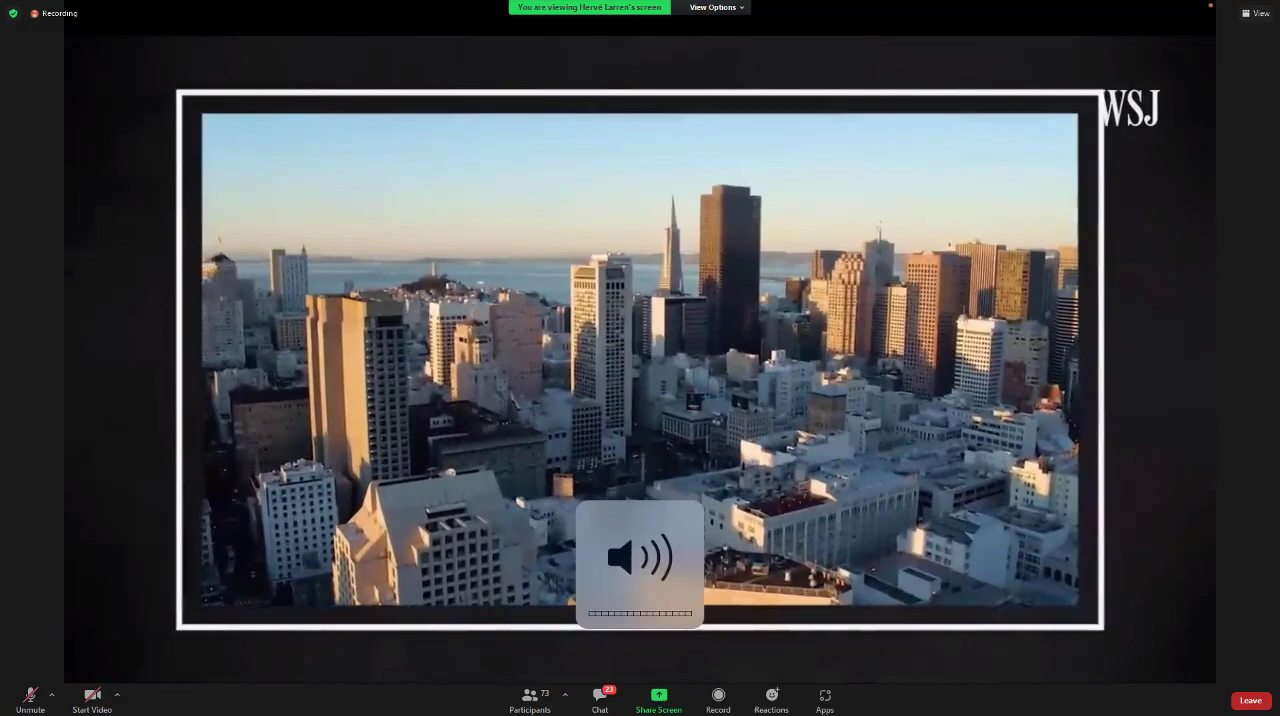 Recording
You are viewing Hervé Larren's screen
View Options
View
WSJ
Unmute
Start Video
73
Participants
23
Chat
Share Screen
Record
Reactions
Apps
Leave